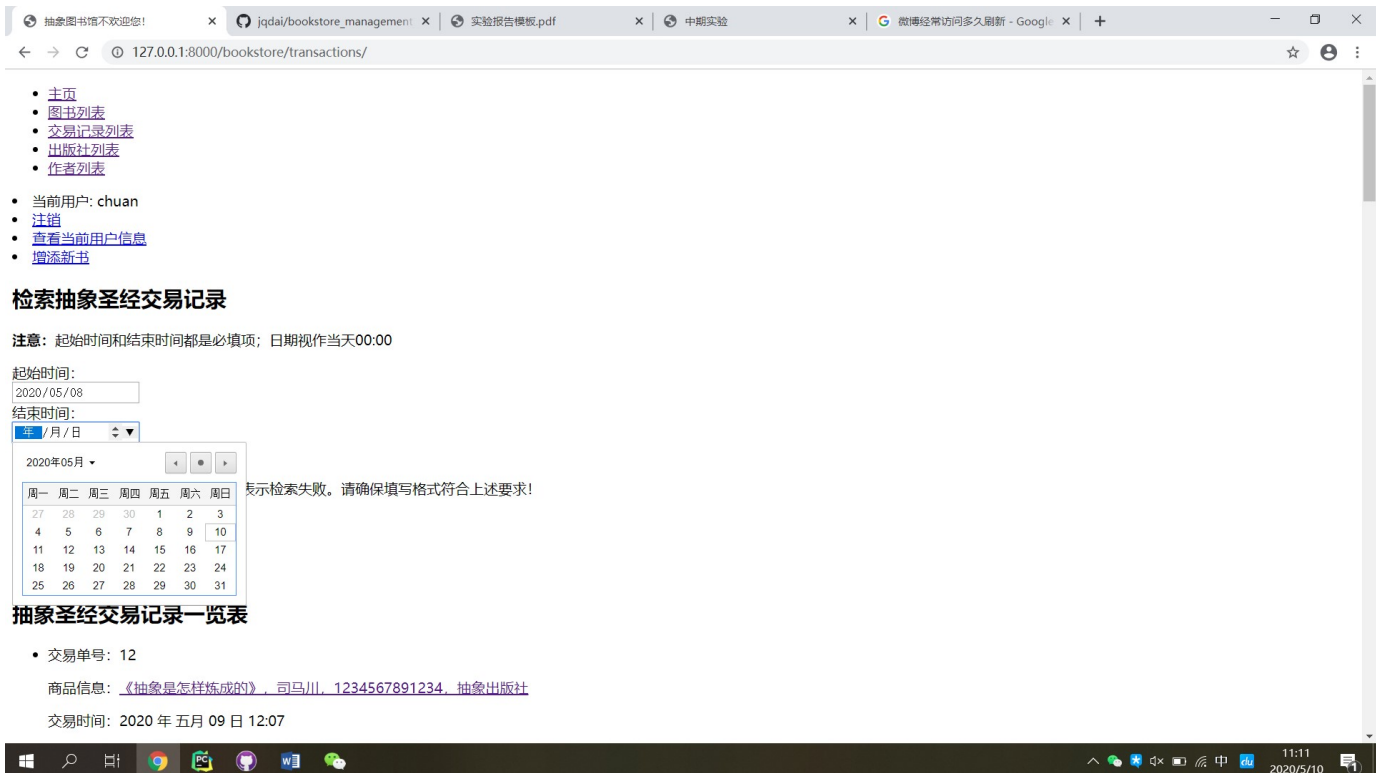 抽象图书馆不欢迎您!
jqdai/bookstore_management
实验报告模板.pdf
中期实验
微博经常访问多久刷新 - Google
127.0.0.1:8000/bookstore/transactions/
主页
图书列表
交易记录列表
出版社列表
作者列表
当前用户: chuan
注销
查看当前用户信息
增添新书
检索抽象圣经交易记录
注意：起始时间和结束时间都是必填项；日期视作当天00:00
起始时间：
2020/05/08
结束时间：
年/月/日
2020年05月
周一 周二 周三 周四 周五 周六 周日
27 28 29 30 1 2 3
4 5 6 7 8 9 10
11 12 13 14 15 16 17
18 19 20 21 22 23 24
25 26 27 28 29 30 31
表示检索失败。请确保填写格式符合上述要求！
抽象圣经交易记录一览表
交易单号：12
商品信息：《抽象是怎样炼成的》，司马川，1234567891234，抽象出版社
交易时间：2020 年 五月 09 日 12:07
PC
W
中
du
11:11
2020/5/10
1